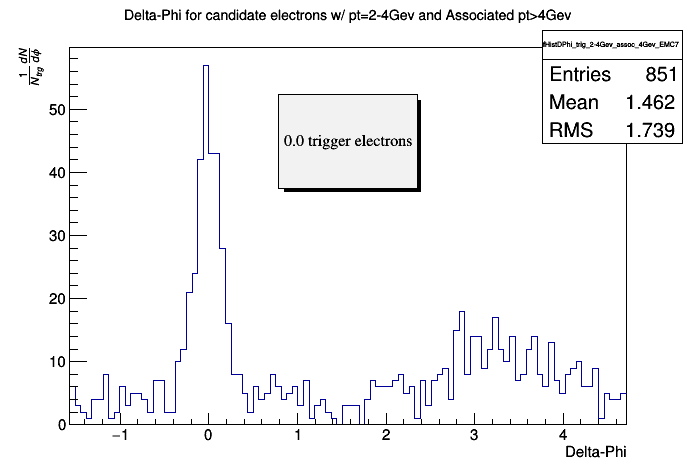 Delta-Phi for candidate electrons w/ pt=2-4Gev and Associated pt>4Gev
fHistDPhi_trig_2-4Gev_assoc_4Gev_EMC7
Entries 851
Mean 1.462
RMS 1.739
1 dN
N_trg dϕ
0.0 trigger electrons
50
40
30
20
10
0
−1 0 1 2 3 4
Delta-Phi